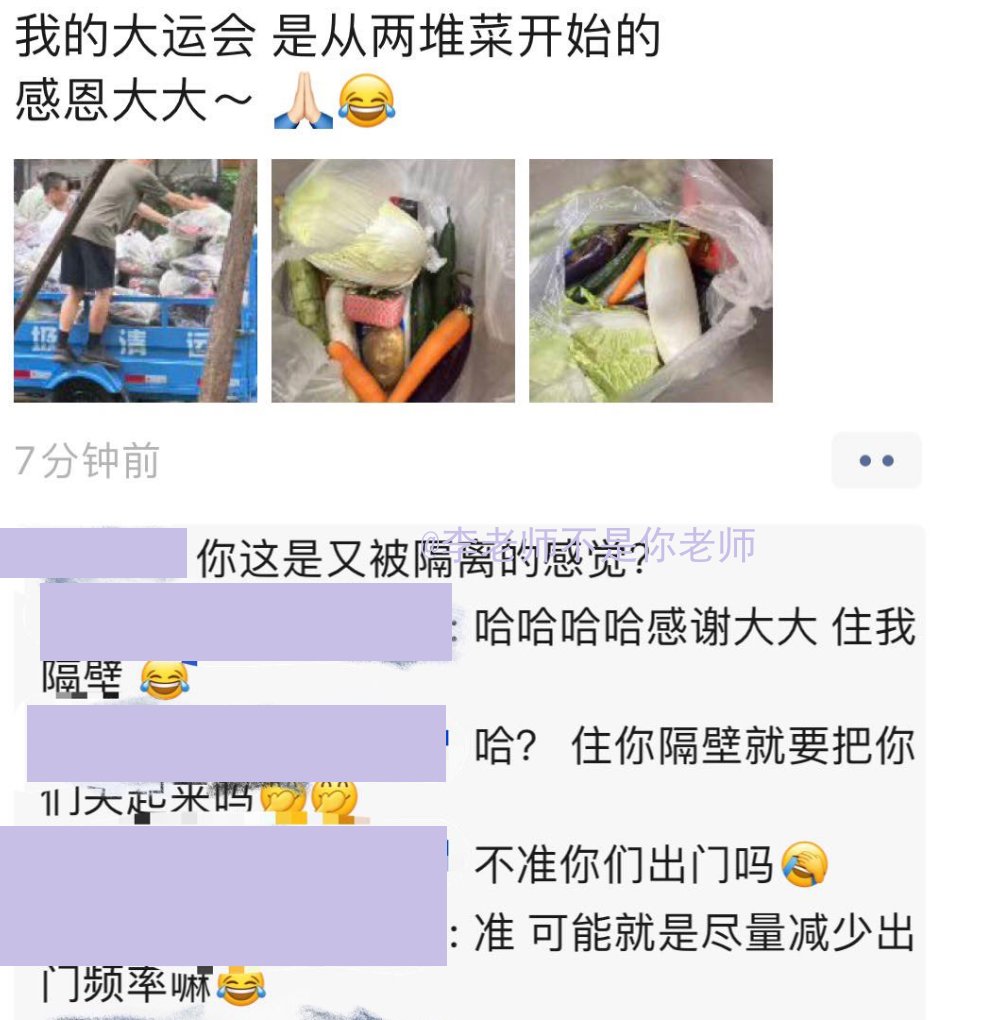 我的大运会 是从两堆菜开始的
感恩大大～ 🙏😂
圾 清 运
7分钟前
@李老师不是你老师
你这是又被隔离的感觉？
: 哈哈哈哈感谢大大 住我
隔壁 😂
哈？ 住你隔壁就要把你
们关起来吗🤭🤭
不准你们出门吗🤦
: 准 可能就是尽量减少出
门频率嘛😂